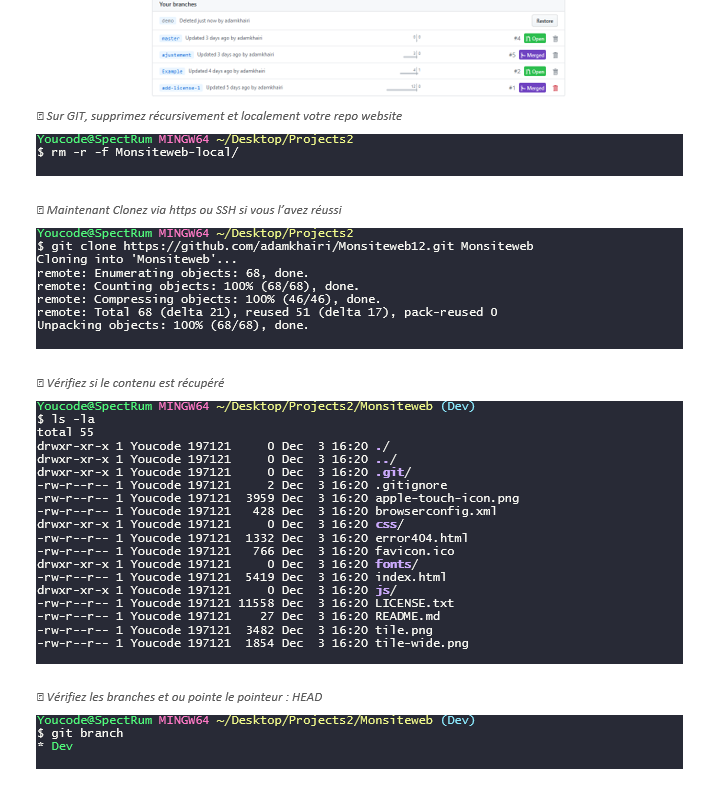 Your branches
demo Deleted just now by adamkhairi Restore
master Updated 3 days ago by adamkhairi #4 Open
ajustement Updated 3 days ago by adamkhairi #5 Merged
Example Updated 4 days ago by adamkhairi #2 Open
add-License-1 Updated 5 days ago by adamkhairi #1 Merged
Sur GIT, supprimez récursivement et localement votre repo website
Youcode@SpectRum MINGW64 ~/Desktop/Projects2
$ rm -r -f Monsiteweb-local/
Maintenant Clonez via https ou SSH si vous l’avez réussi
Youcode@SpectRum MINGW64 ~/Desktop/Projects2
$ git clone https://github.com/adamkhairi/Monsiteweb12.git Monsiteweb
Cloning into 'Monsiteweb'...
remote: Enumerating objects: 68, done.
remote: Counting objects: 100% (68/68), done.
remote: Compressing objects: 100% (46/46), done.
remote: Total 68 (delta 21), reused 51 (delta 17), pack-reused 0
Unpacking objects: 100% (68/68), done.
Vérifiez si le contenu est récupéré
Youcode@SpectRum MINGW64 ~/Desktop/Projects2/Monsiteweb (Dev)
$ ls -la
total 55
drwxr-xr-x 1 Youcode 197121 0 Dec 3 16:20 ./
drwxr-xr-x 1 Youcode 197121 0 Dec 3 16:20 ../
drwxr-xr-x 1 Youcode 197121 0 Dec 3 16:20 .git/
-rw-r--r-- 1 Youcode 197121 2 Dec 3 16:20 .gitignore
-rw-r--r-- 1 Youcode 197121 3959 Dec 3 16:20 apple-touch-icon.png
-rw-r--r-- 1 Youcode 197121 428 Dec 3 16:20 browserconfig.xml
drwxr-xr-x 1 Youcode 197121 0 Dec 3 16:20 css/
-rw-r--r-- 1 Youcode 197121 1332 Dec 3 16:20 error404.html
-rw-r--r-- 1 Youcode 197121 766 Dec 3 16:20 favicon.ico
drwxr-xr-x 1 Youcode 197121 0 Dec 3 16:20 fonts/
-rw-r--r-- 1 Youcode 197121 5419 Dec 3 16:20 index.html
drwxr-xr-x 1 Youcode 197121 0 Dec 3 16:20 js/
-rw-r--r-- 1 Youcode 197121 11558 Dec 3 16:20 LICENSE.txt
-rw-r--r-- 1 Youcode 197121 27 Dec 3 16:20 README.md
-rw-r--r-- 1 Youcode 197121 3482 Dec 3 16:20 tile.png
-rw-r--r-- 1 Youcode 197121 1854 Dec 3 16:20 tile-wide.png
Vérifiez les branches et ou pointe le pointeur : HEAD
Youcode@SpectRum MINGW64 ~/Desktop/Projects2/Monsiteweb (Dev)
$ git branch
* Dev